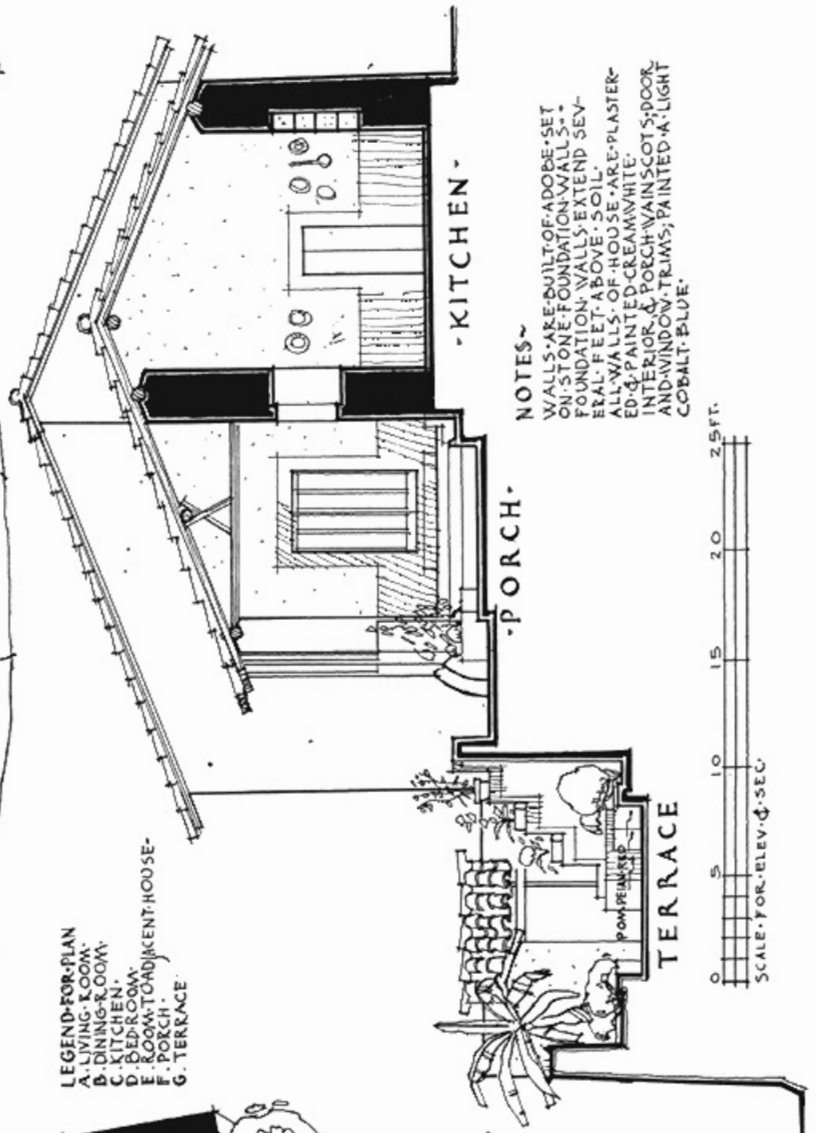 LEGEND·FOR·PLAN
A. LIVING·ROOM·
B. DINING·ROOM·
C. KITCHEN·
D. BEDROOM·
E. ROOM·TO·ADJACENT·HOUSE-
F. PORCH·
G. TERRACE·
·KITCHEN·
·PORCH·
TERRACE
POMPEIAN·RED
NOTES~
WALLS·ARE·BUILT·OF·ADOBE·SET
ON·STONE·FOUNDATION·WALLS··
FOUNDATION·WALLS·EXTEND SEV-
ERAL·FEET·ABOVE·SOIL·
ALL·WALLS·OF·HOUSE·ARE·PLASTER-
ED·&·PAINTED·CREAM·WHITE·
INTERIOR·&·PORCH·WAINSCOTS;DOOR
AND·WINDOW·TRIMS; PAINTED·A·LIGHT
COBALT·BLUE·
0 5 10 15 20 25FT.
SCALE·FOR·ELEV·&·SEC·